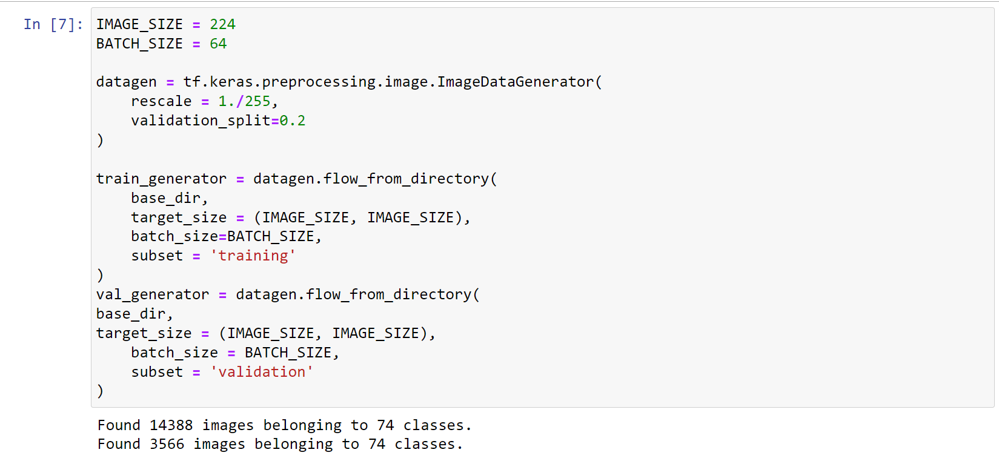 In [7]:
IMAGE_SIZE = 224
BATCH_SIZE = 64

datagen = tf.keras.preprocessing.image.ImageDataGenerator(
    rescale = 1./255,
    validation_split=0.2
)

train_generator = datagen.flow_from_directory(
    base_dir,
    target_size = (IMAGE_SIZE, IMAGE_SIZE),
    batch_size=BATCH_SIZE,
    subset = 'training'
)
val_generator = datagen.flow_from_directory(
base_dir,
target_size = (IMAGE_SIZE, IMAGE_SIZE),
    batch_size = BATCH_SIZE,
    subset = 'validation'
)
Found 14388 images belonging to 74 classes.
Found 3566 images belonging to 74 classes.